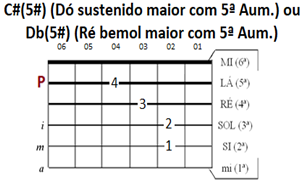 C#(5#) (Dó sustenido maior com 5ª Aum.) ou
Db(5#) (Ré bemol maior com 5ª Aum.)
06 05 04 03 02 01
MI (6ª)
P 4 LÁ (5ª)
3 RÉ (4ª)
i 2 SOL (3ª)
m 1 SI (2ª)
a mi (1ª)